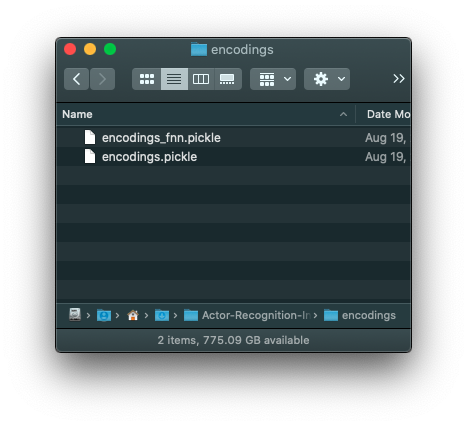 encodings
Name Date Mo
encodings_fnn.pickle Aug 19,
encodings.pickle Aug 19,
Actor-Recognition-In › encodings
2 items, 775.09 GB available